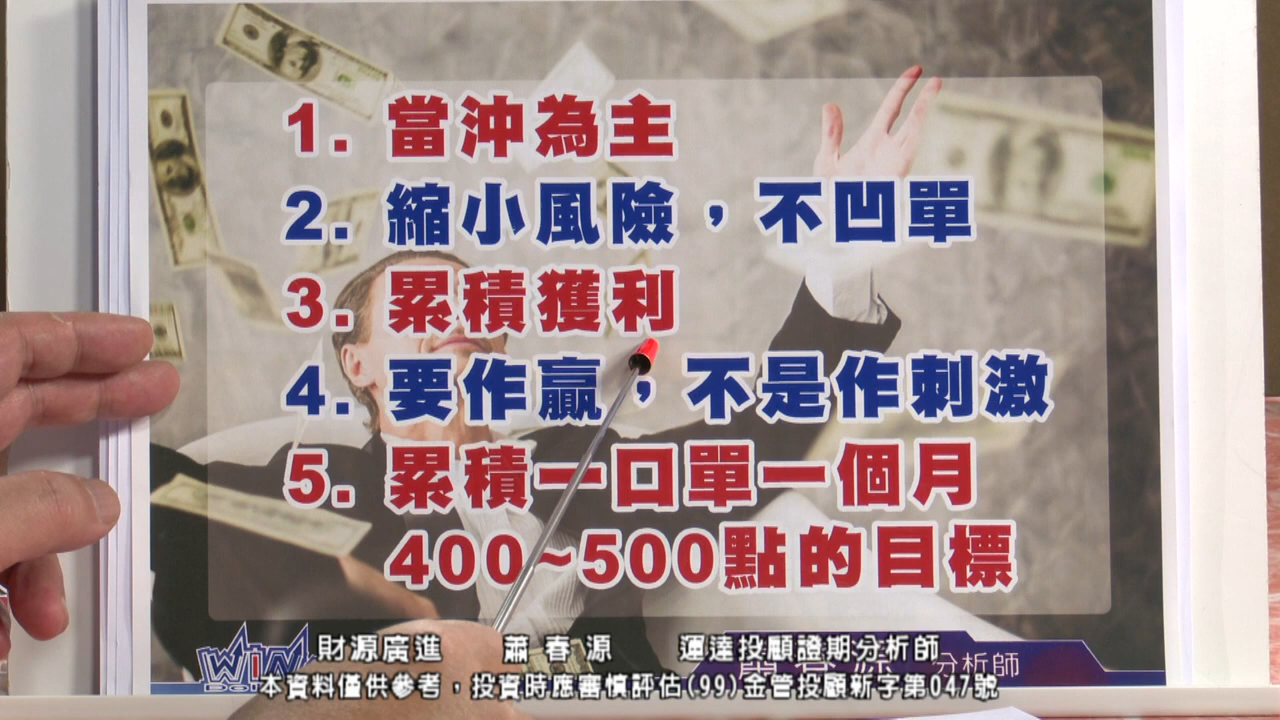 1. 當沖為主
2. 縮小風險，不凹單
3. 累積獲利
4. 要作贏，不是作刺激
5. 累積一口單一個月
400~500點的目標
WIN
分析師
財源廣進 蕭春源 運達投顧證期分析師
本資料僅供參考，投資時應審慎評估(99)金管投顧新字第047號